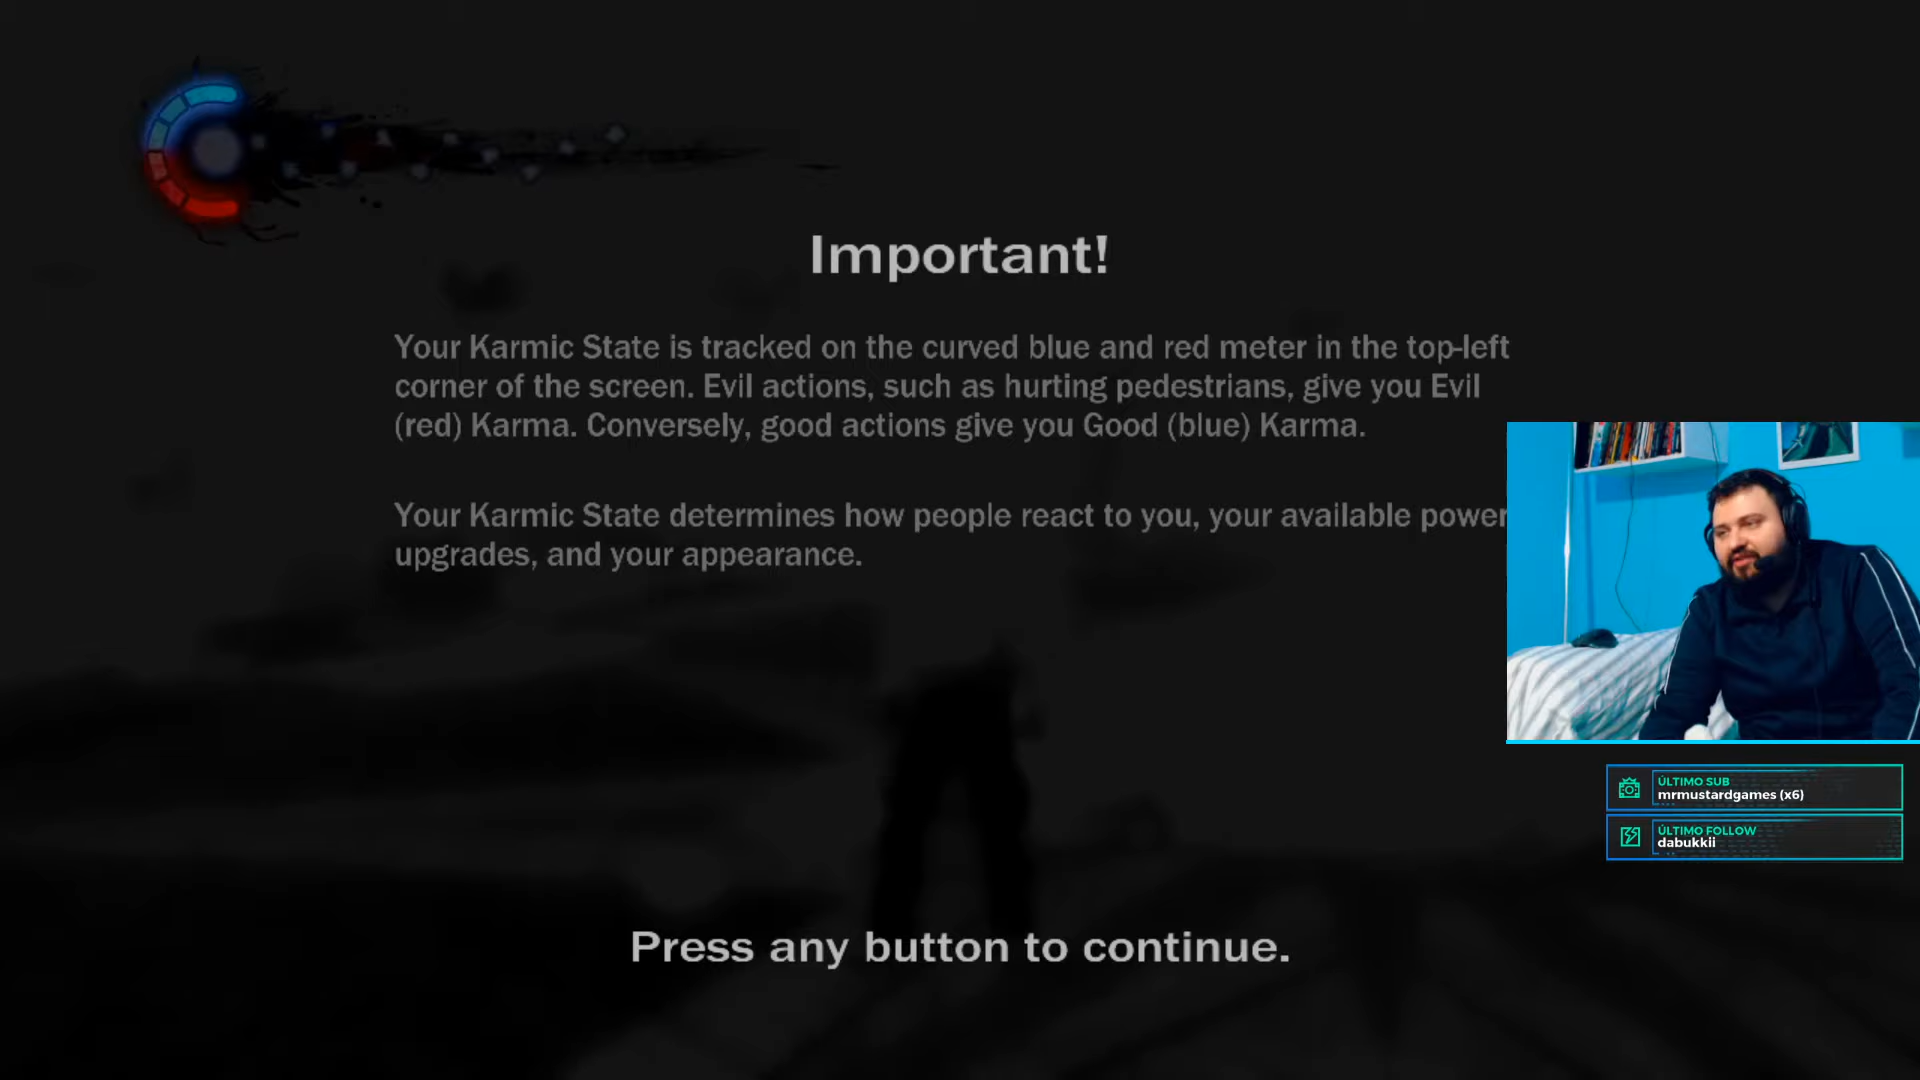 Important!
Your Karmic State is tracked on the curved blue and red meter in the top-left
corner of the screen. Evil actions, such as hurting pedestrians, give you Evil
(red) Karma. Conversely, good actions give you Good (blue) Karma.
Your Karmic State determines how people react to you, your available power
upgrades, and your appearance.
ÚLTIMO SUB
mrmustardgames (x6)
ÚLTIMO FOLLOW
dabukkii
Press any button to continue.